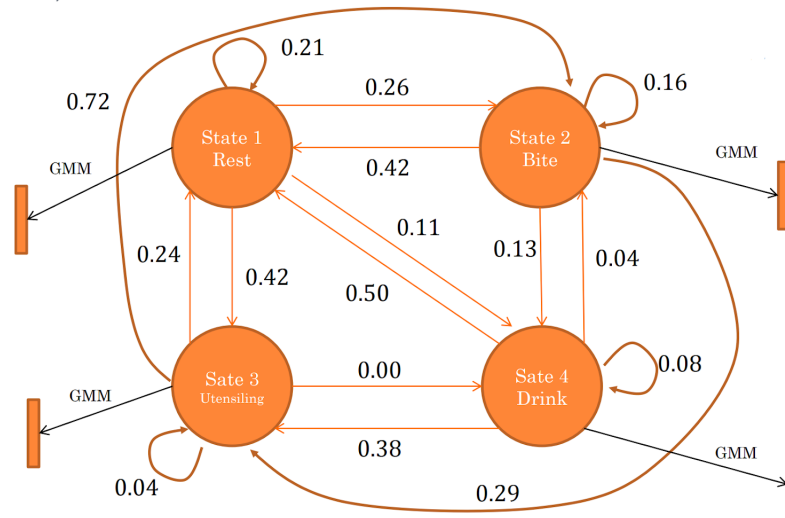 0.21
0.72
0.26
0.16
State 1
Rest
State 2
Bite
GMM
GMM
0.42
0.11
0.24
0.42
0.50
0.13
0.04
Sate 3
Utensiling
0.00
Sate 4
Drink
0.08
GMM
0.38
GMM
0.04
0.29